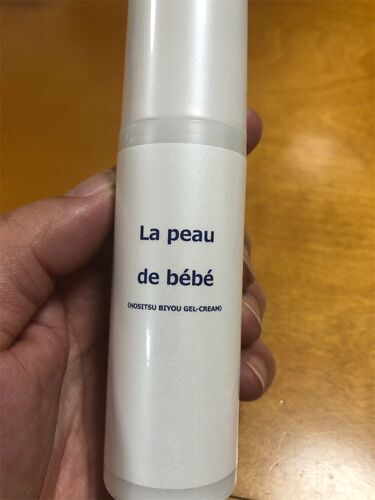 La peau
de bébé
(HOSITSU BIYOU GEL-CREAM)